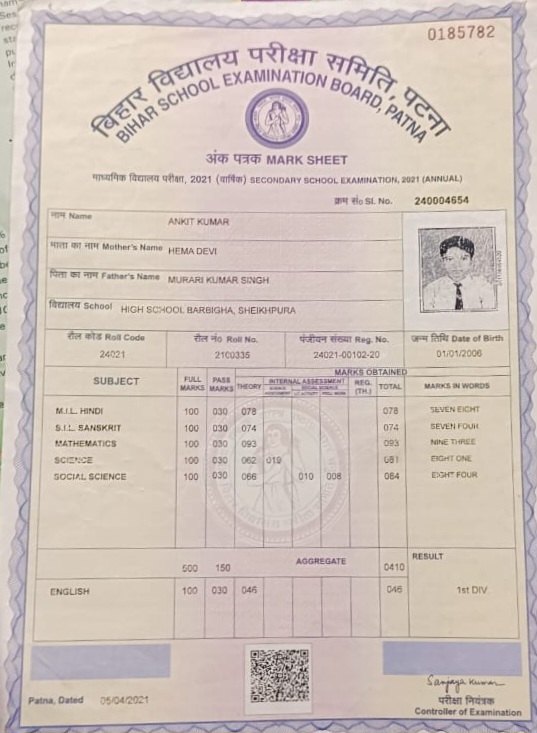 0185782
बिहार विद्यालय परीक्षा समिति, पटना
BIHAR SCHOOL EXAMINATION BOARD, PATNA
अंक पत्रक MARK SHEET
माध्यमिक विद्यालय परीक्षा, 2021 (वार्षिक) SECONDARY SCHOOL EXAMINATION, 2021 (ANNUAL)
क्रम सं० Sl. No. 240004654
नाम Name ANKIT KUMAR
माता का नाम Mother's Name HEMA DEVI
पिता का नाम Father's Name MURARI KUMAR SINGH
विद्यालय School HIGH SCHOOL BARBIGHA, SHEIKHPURA
रौल कोड Roll Code रौल नं० Roll No. पंजीयन संख्या Reg. No. जन्म तिथि Date of Birth
24021 2100335 24021-00102-20 01/01/2006
MARKS OBTAINED
SUBJECT FULL MARKS PASS MARKS THEORY INTERNAL ASSESSMENT REG. (TH.) TOTAL MARKS IN WORDS
M.I.L. HINDI 100 030 078 078 SEVEN EIGHT
S.I.L. SANSKRIT 100 030 074 074 SEVEN FOUR
MATHEMATICS 100 030 093 093 NINE THREE
SCIENCE 100 030 062 019 081 EIGHT ONE
SOCIAL SCIENCE 100 030 066 010 008 084 EIGHT FOUR
500 150 AGGREGATE 0410 RESULT
ENGLISH 100 030 046 046 1st DIV.
Sanjay Kumar
Patna, Dated 05/04/2021
परीक्षा नियंत्रक
Controller of Examination